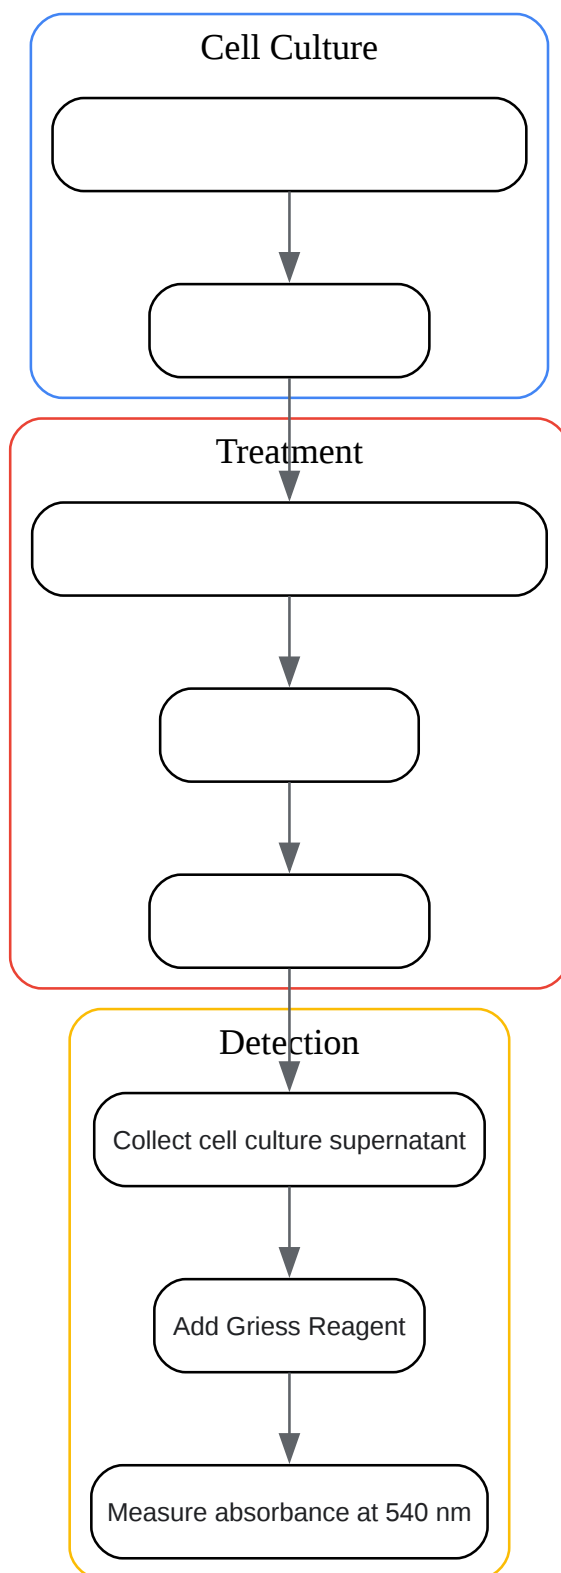 Cell Culture
Treatment
Detection
Collect cell culture supernatant
Add Griess Reagent
Measure absorbance at 540 nm